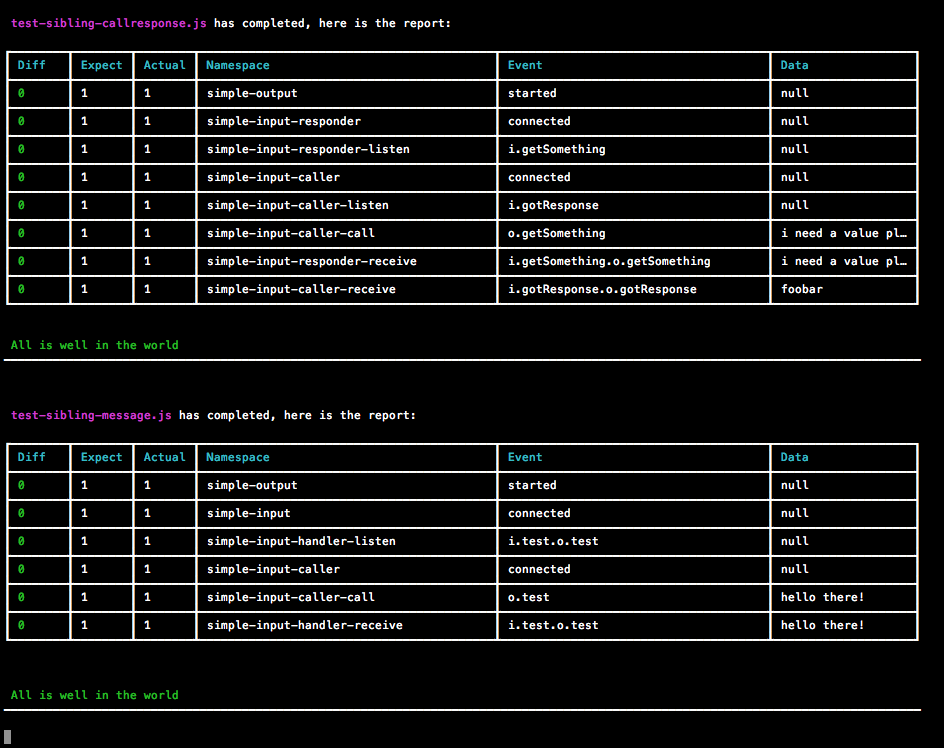 test-sibling-callresponse.js has completed, here is the report:
Diff Expect Actual Namespace Event Data
0 1 1 simple-output started null
0 1 1 simple-input-responder connected null
0 1 1 simple-input-responder-listen i.getSomething null
0 1 1 simple-input-caller connected null
0 1 1 simple-input-caller-listen i.gotResponse null
0 1 1 simple-input-caller-call o.getSomething i need a value pl…
0 1 1 simple-input-responder-receive i.getSomething.o.getSomething i need a value pl…
0 1 1 simple-input-caller-receive i.gotResponse.o.gotResponse foobar
All is well in the world
test-sibling-message.js has completed, here is the report:
Diff Expect Actual Namespace Event Data
0 1 1 simple-output started null
0 1 1 simple-input connected null
0 1 1 simple-input-handler-listen i.test.o.test null
0 1 1 simple-input-caller connected null
0 1 1 simple-input-caller-call o.test hello there!
0 1 1 simple-input-handler-receive i.test.o.test hello there!
All is well in the world